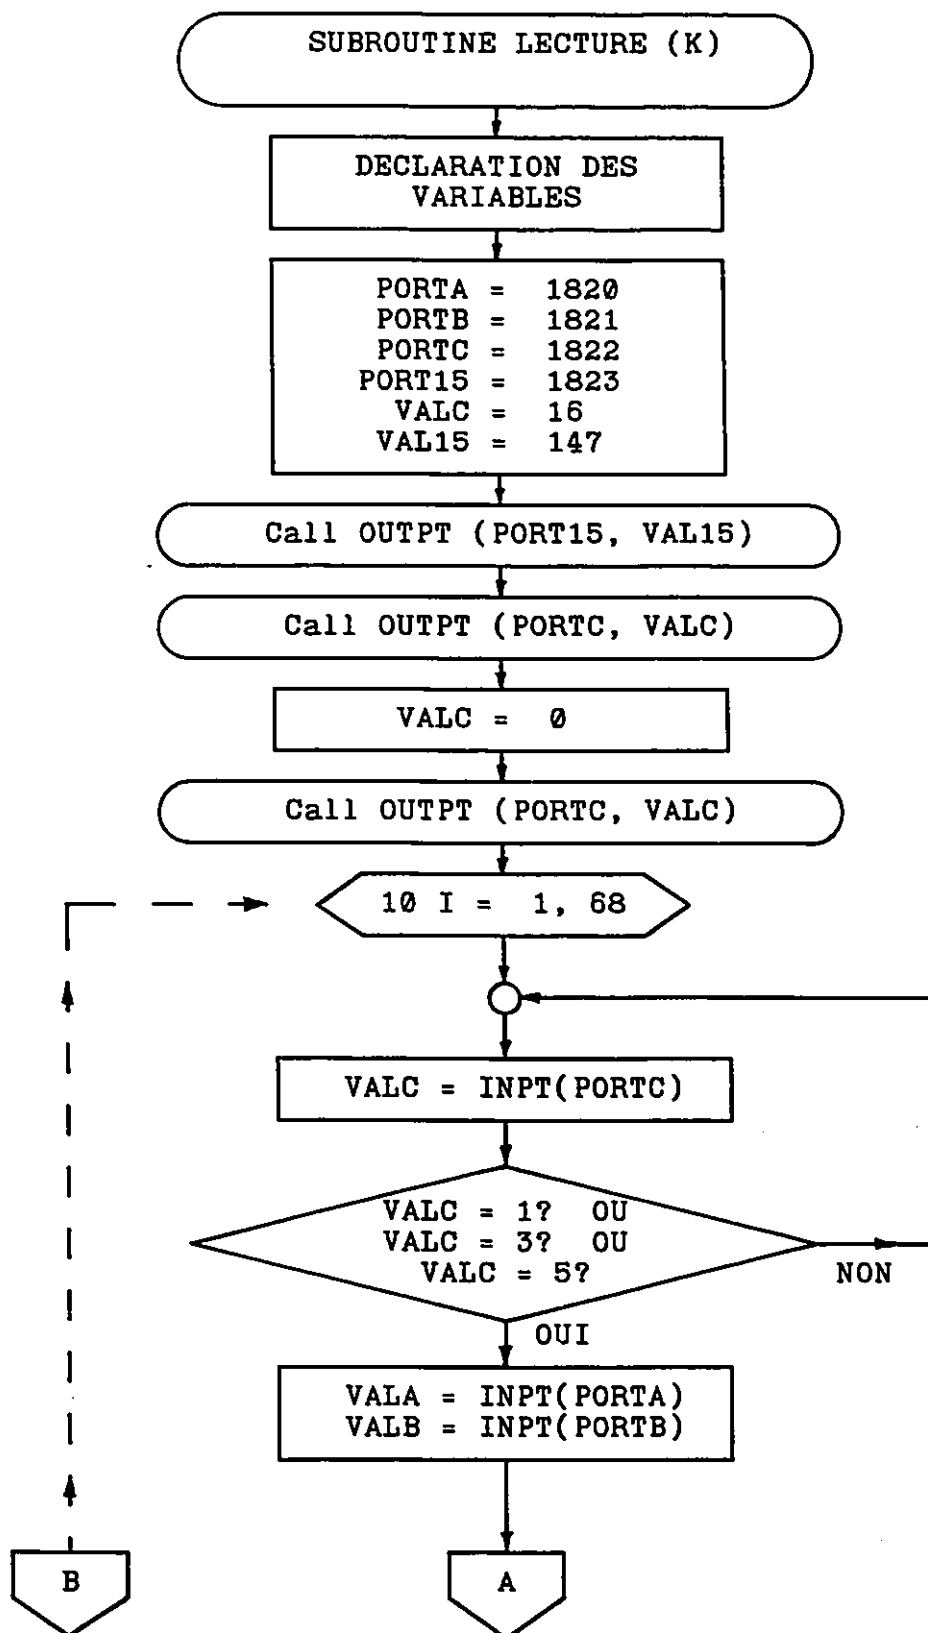 SUBROUTINE LECTURE (K)
DECLARATION DES
VARIABLES
PORTA = 1820
PORTB = 1821
PORTC = 1822
PORT15 = 1823
VALC = 16
VAL15 = 147
Call OUTPT (PORT15, VAL15)
Call OUTPT (PORTC, VALC)
VALC = 0
Call OUTPT (PORTC, VALC)
10 I = 1, 68
VALC = INPT(PORTC)
VALC = 1? OU
VALC = 3? OU
VALC = 5?
NON
OUI
VALA = INPT(PORTA)
VALB = INPT(PORTB)
B
A